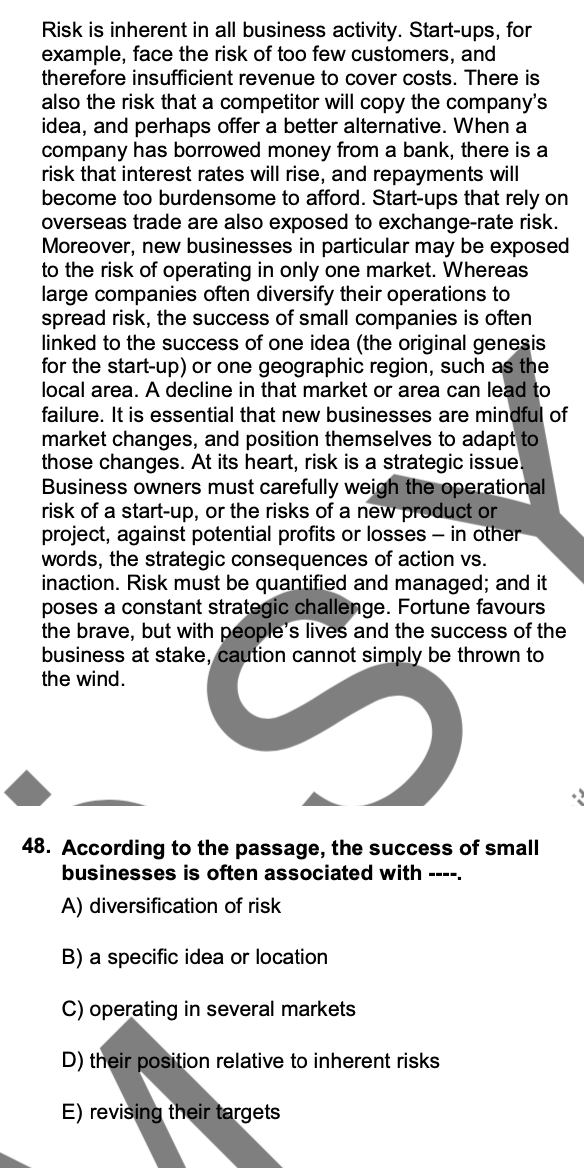 Risk is inherent in all business activity. Start-ups, for
example, face the risk of too few customers, and
therefore insufficient revenue to cover costs. There is
also the risk that a competitor will copy the company's
idea, and perhaps offer a better alternative. When a
company has borrowed money from a bank, there is a
risk that interest rates will rise, and repayments will
become too burdensome to afford. Start-ups that rely on
overseas trade are also exposed to exchange-rate risk.
Moreover, new businesses in particular may be exposed
to the risk of operating in only one market. Whereas
large companies often diversify their operations to
spread risk, the success of small companies is often
linked to the success of one idea (the original genesis
for the start-up) or one geographic region, such as the
local area. A decline in that market or area can lead to
failure. It is essential that new businesses are mindful of
market changes, and position themselves to adapt to
those changes. At its heart, risk is a strategic issue.
Business owners must carefully weigh the operational
risk of a start-up, or the risks of a new product or
project, against potential profits or losses – in other
words, the strategic consequences of action vs.
inaction. Risk must be quantified and managed; and it
poses a constant strategic challenge. Fortune favours
the brave, but with people's lives and the success of the
business at stake, caution cannot simply be thrown to
the wind.
48. According to the passage, the success of small
businesses is often associated with ----.
A) diversification of risk
B) a specific idea or location
C) operating in several markets
D) their position relative to inherent risks
E) revising their targets